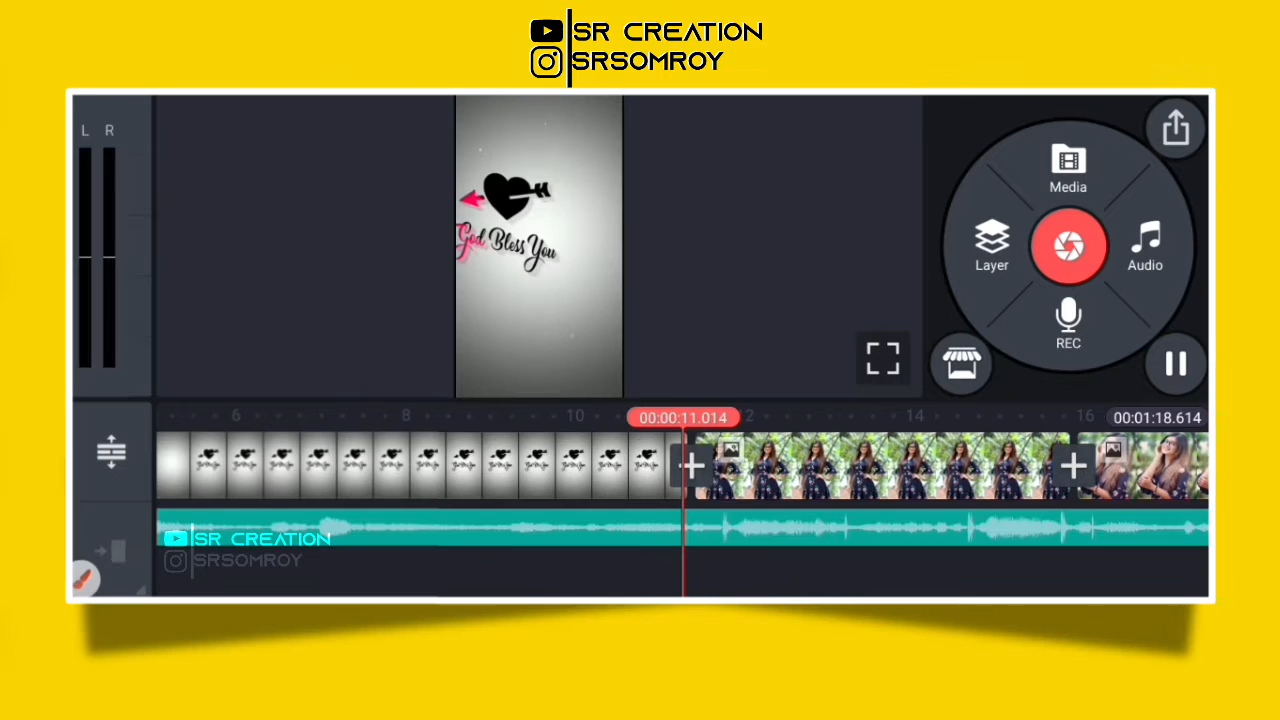 SR CREATION
SRSOMROY
L R
Media
Layer
Audio
REC
God Bless You
6 8 10 00:00:11.014 2 14 16 00:01:18.614
SR CREATION
SRSOMROY